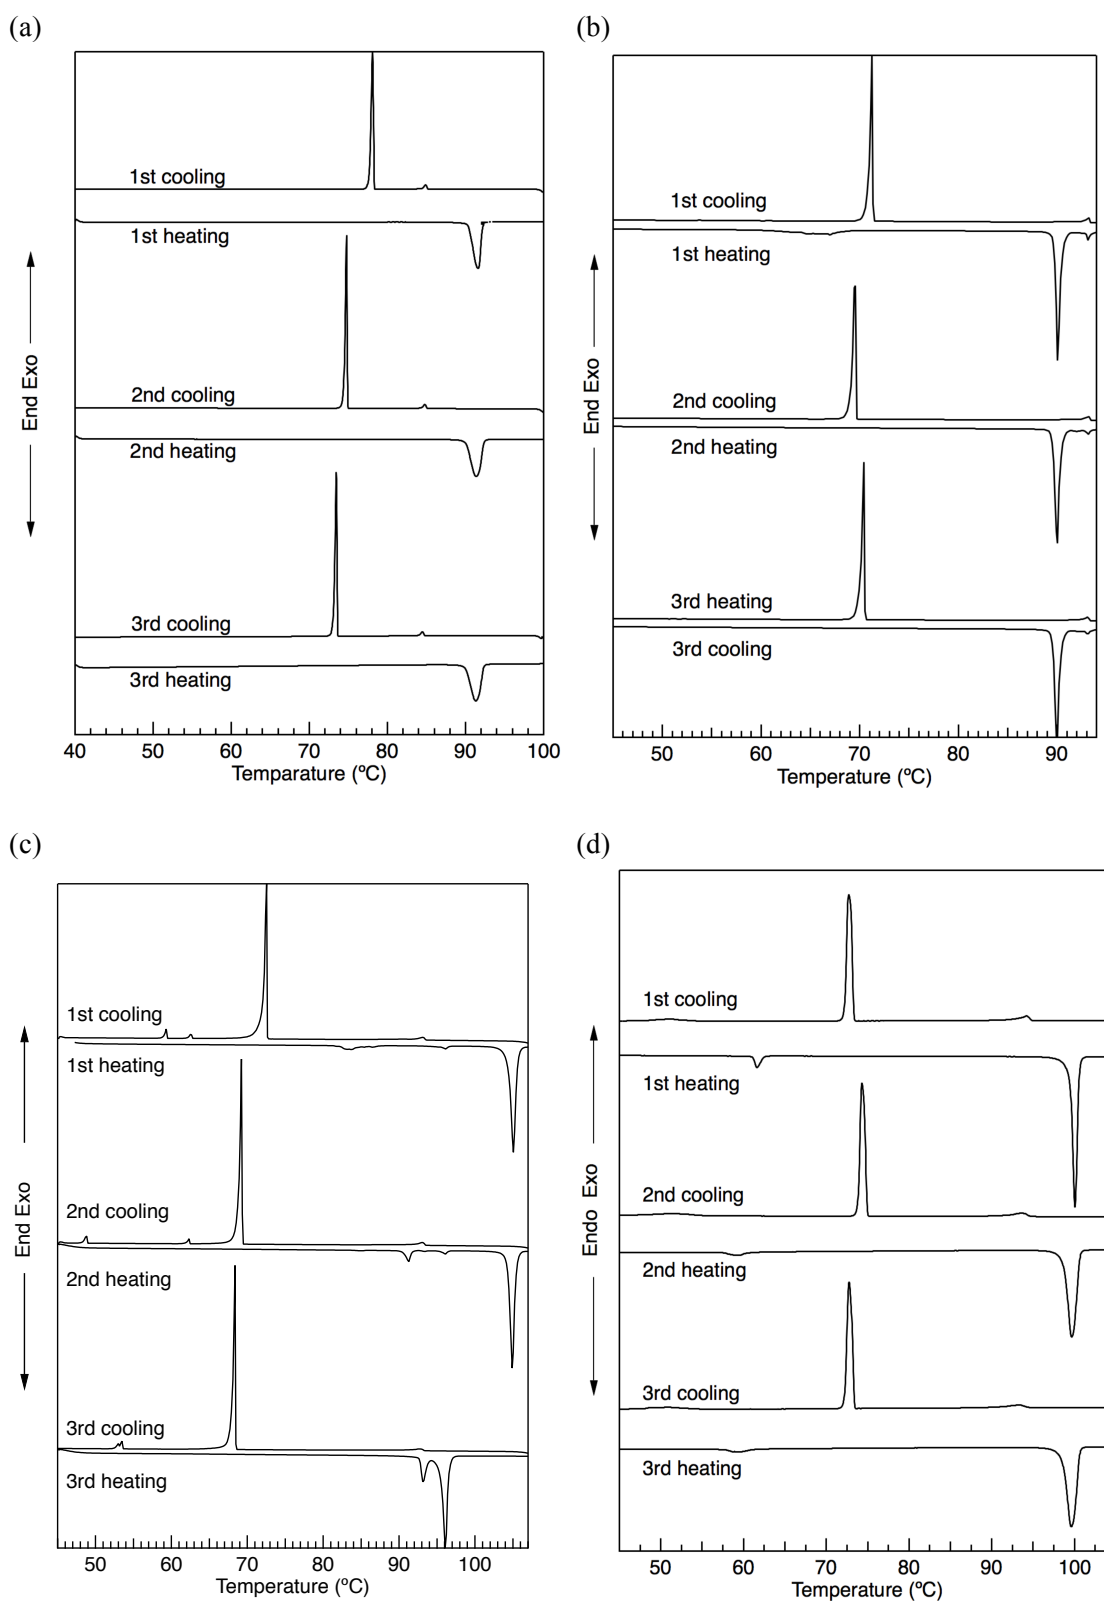 (a)
1st cooling
1st heating
2nd cooling
2nd heating
3rd cooling
3rd heating
End Exo
40 50 60 70 80 90 100
Temparature (ºC)
(b)
1st cooling
1st heating
2nd cooling
2nd heating
3rd heating
3rd cooling
End Exo
50 60 70 80 90
Temperature (ºC)
(c)
1st cooling
1st heating
2nd cooling
2nd heating
3rd cooling
3rd heating
End Exo
50 60 70 80 90 100
Temperature (ºC)
(d)
1st cooling
1st heating
2nd cooling
2nd heating
3rd cooling
3rd heating
Endo Exo
50 60 70 80 90 100
Temperature (ºC)